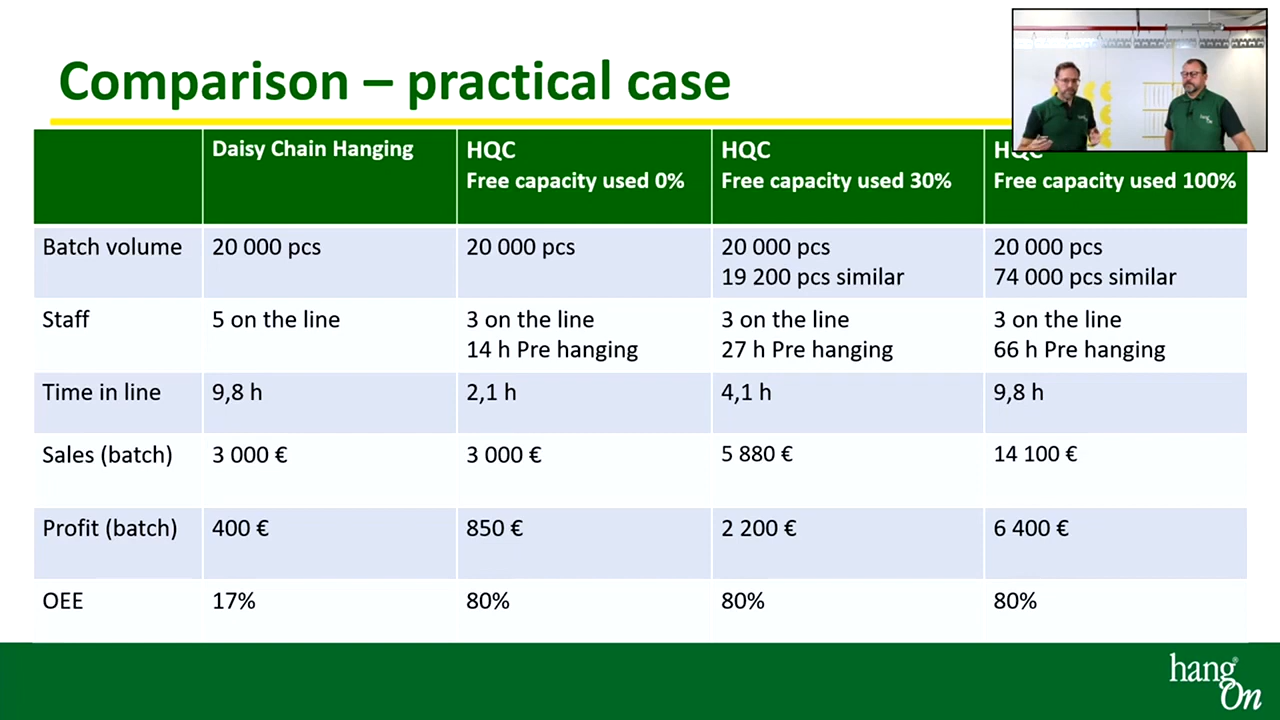 Comparison – practical case
Daisy Chain Hanging
HQC
Free capacity used 0%
HQC
Free capacity used 30%
HQC
Free capacity used 100%
Batch volume
20 000 pcs
20 000 pcs
20 000 pcs
19 200 pcs similar
20 000 pcs
74 000 pcs similar
Staff
5 on the line
3 on the line
14 h Pre hanging
3 on the line
27 h Pre hanging
3 on the line
66 h Pre hanging
Time in line
9,8 h
2,1 h
4,1 h
9,8 h
Sales (batch)
3 000 €
3 000 €
5 880 €
14 100 €
Profit (batch)
400 €
850 €
2 200 €
6 400 €
OEE
17%
80%
80%
80%
hang®
On